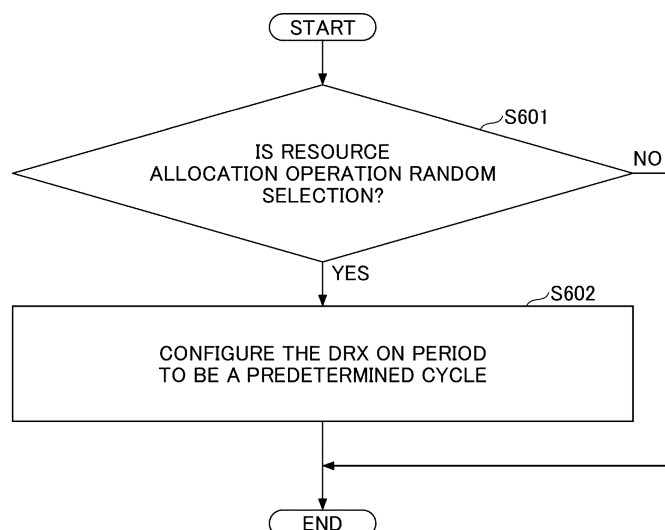 START
S601
IS RESOURCE
ALLOCATION OPERATION RANDOM
SELECTION?
NO
YES
S602
CONFIGURE THE DRX ON PERIOD
TO BE A PREDETERMINED CYCLE
END